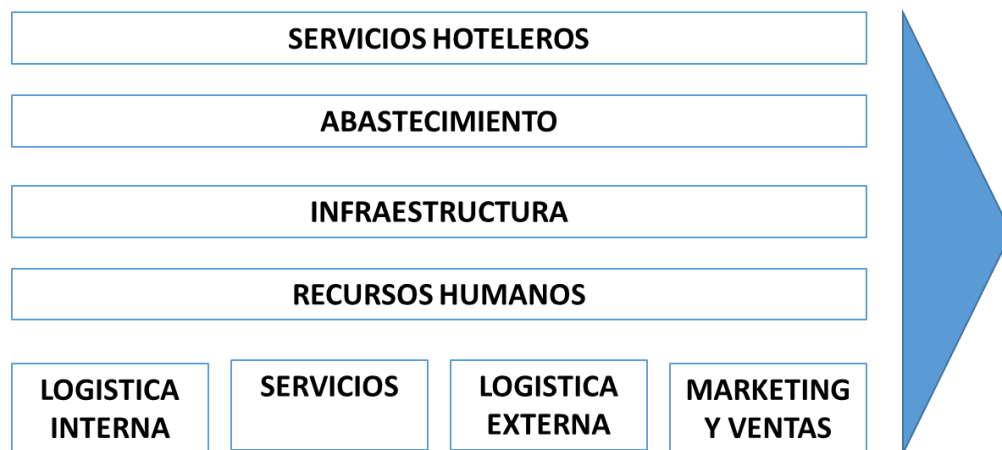 SERVICIOS HOTELEROS
ABASTECIMIENTO
INFRAESTRUCTURA
RECURSOS HUMANOS
LOGISTICA
INTERNA
SERVICIOS
LOGISTICA
EXTERNA
MARKETING
Y VENTAS